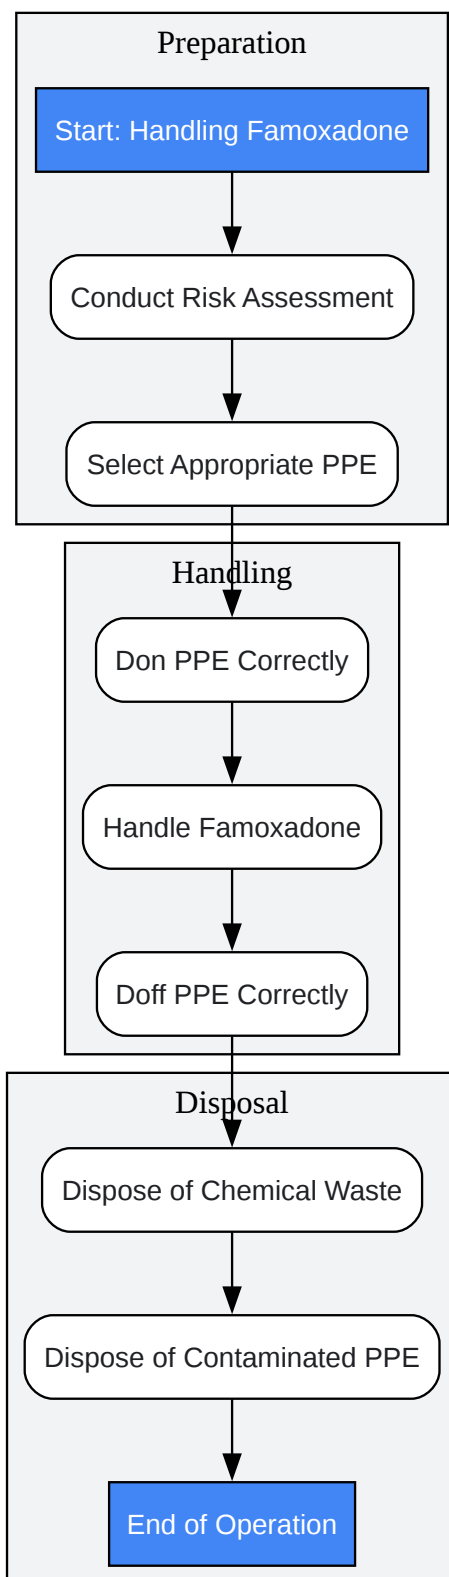 Preparation
Start: Handling Famoxadone
Conduct Risk Assessment
Select Appropriate PPE
Handling
Don PPE Correctly
Handle Famoxadone
Doff PPE Correctly
Disposal
Dispose of Chemical Waste
Dispose of Contaminated PPE
End of Operation